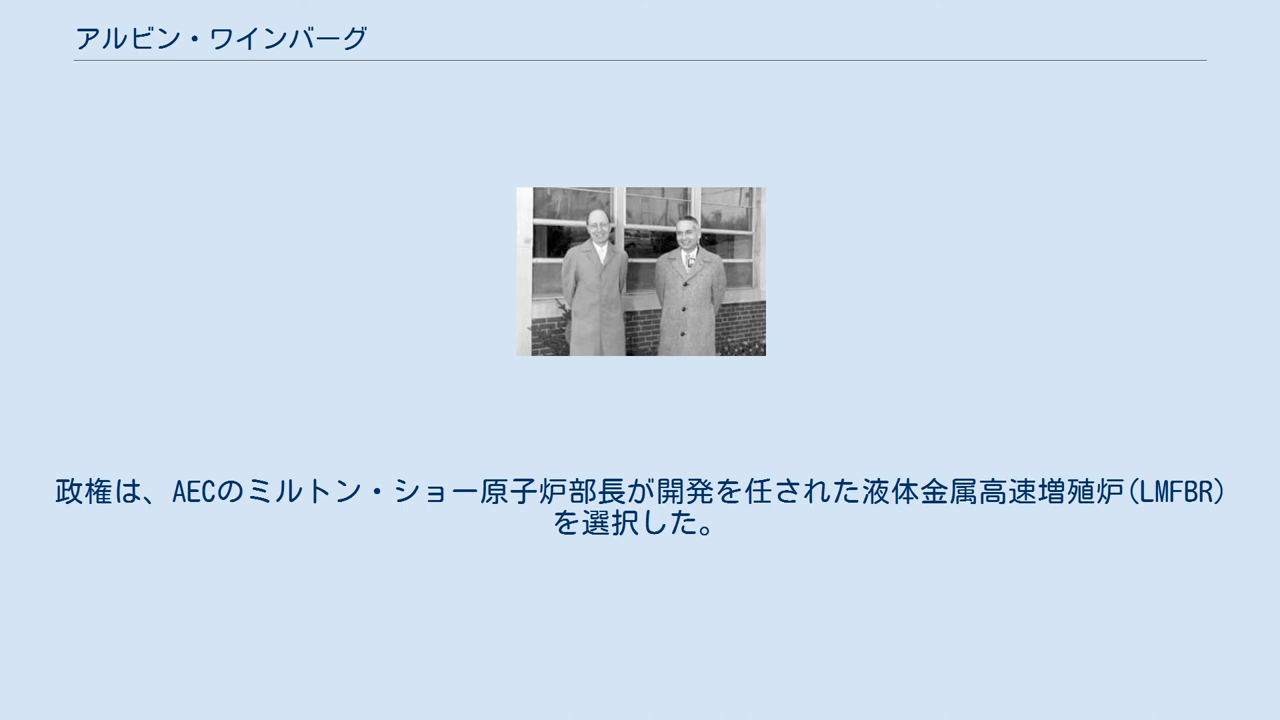 アルビン・ワインバーグ
政権は、AECのミルトン・ショー原子炉部長が開発を任された液体金属高速増殖炉(LMFBR)
を選択した。